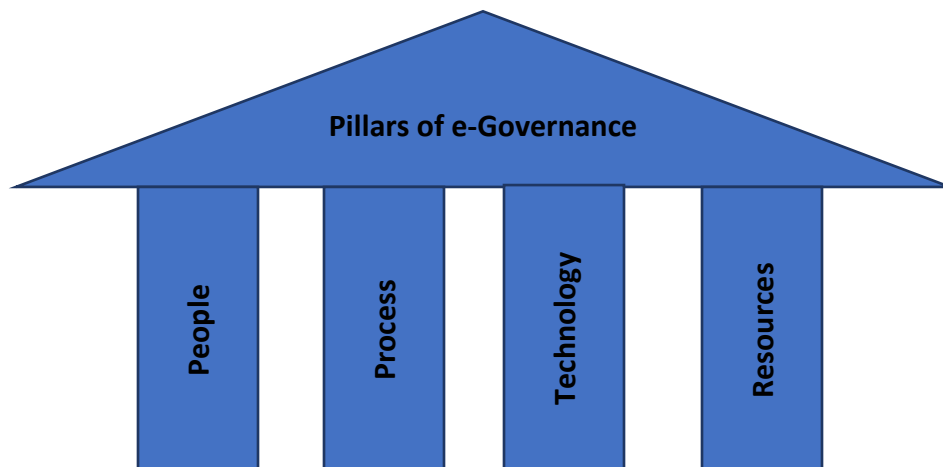 Pillars of e-Governance
People
Process
Technology
Resources